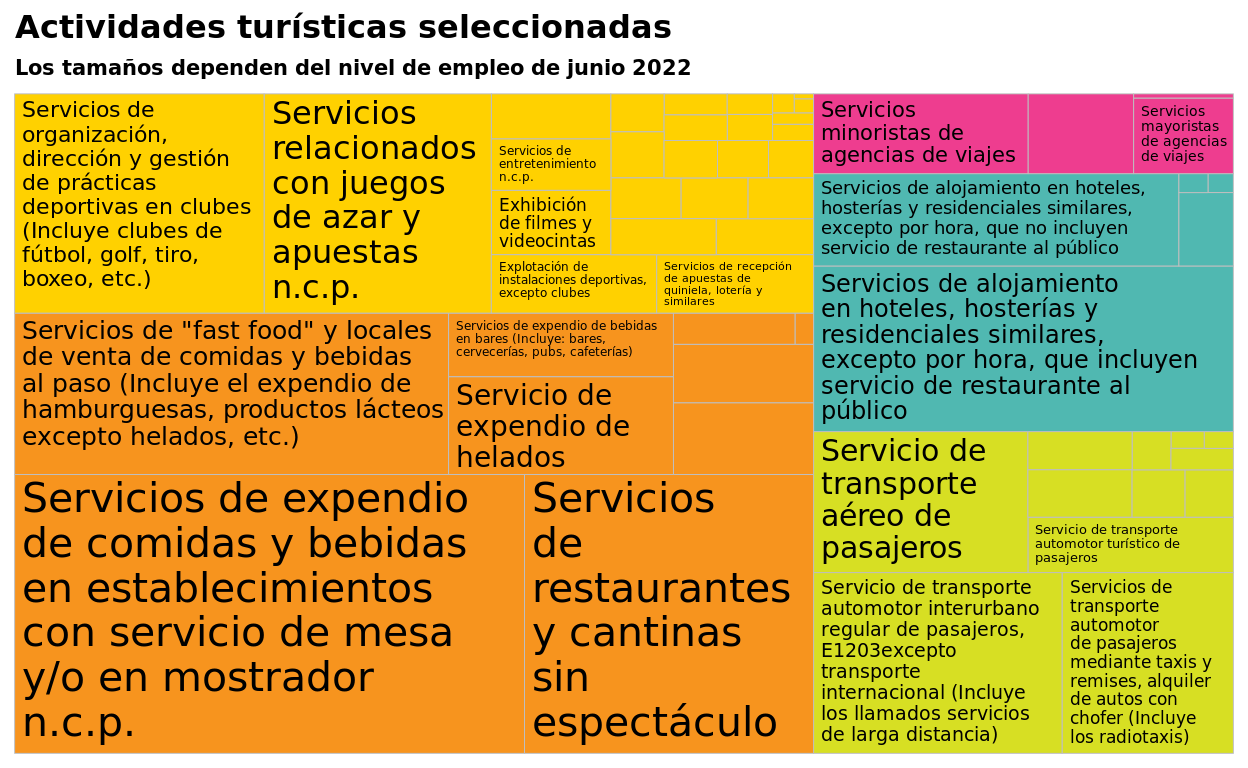 Actividades turísticas seleccionadas
Los tamaños dependen del nivel de empleo de junio 2022
Servicios de
organización,
dirección y gestión
de prácticas
deportivas en clubes
(Incluye clubes de
fútbol, golf, tiro,
boxeo, etc.)
Servicios
relacionados
con juegos
de azar y
apuestas
n.c.p.
Servicios de
entretenimiento
n.c.p.
Exhibición
de filmes y
videocintas
Explotación de
instalaciones deportivas,
excepto clubes
Servicios de recepción
de apuestas de
quiniela, lotería y
similares
Servicios de "fast food" y locales
de venta de comidas y bebidas
al paso (Incluye el expendio de
hamburguesas, productos lácteos
excepto helados, etc.)
Servicios de expendio de bebidas
en bares (Incluye: bares,
cervecerías, pubs, cafeterías)
Servicio de
expendio de
helados
Servicios de expendio
de comidas y bebidas
en establecimientos
con servicio de mesa
y/o en mostrador
n.c.p.
Servicios
de
restaurantes
y cantinas
sin
espectáculo
Servicios
minoristas de
agencias de viajes
Servicios
mayoristas
de agencias
de viajes
Servicios de alojamiento en hoteles,
hosterías y residenciales similares,
excepto por hora, que no incluyen
servicio de restaurante al público
Servicios de alojamiento
en hoteles, hosterías y
residenciales similares,
excepto por hora, que incluyen
servicio de restaurante al
público
Servicio de
transporte
aéreo de
pasajeros
Servicio de transporte
automotor turístico de
pasajeros
Servicio de transporte
automotor interurbano
regular de pasajeros,
E1203excepto
transporte
internacional (Incluye
los llamados servicios
de larga distancia)
Servicios de
transporte
automotor
de pasajeros
mediante taxis y
remises, alquiler
de autos con
chofer (Incluye
los radiotaxis)